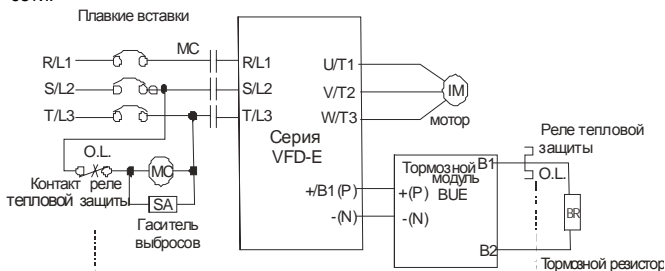 Плавкие вставки
MC
R/L1
R/L1
U/T1
S/L2
S/L2
V/T2
IM
T/L3
T/L3
W/T3
мотор
Серия
VFD-E
Реле тепловой
защиты
O.L.
O.L.
B1
Тормозной
модуль
BUE
MC
Контакт реле
тепловой защиты
+/B1(P)
+(P)
BR
SA
-(N)
-(N)
Гаситель
выбросов
B2
Тормозной резистор